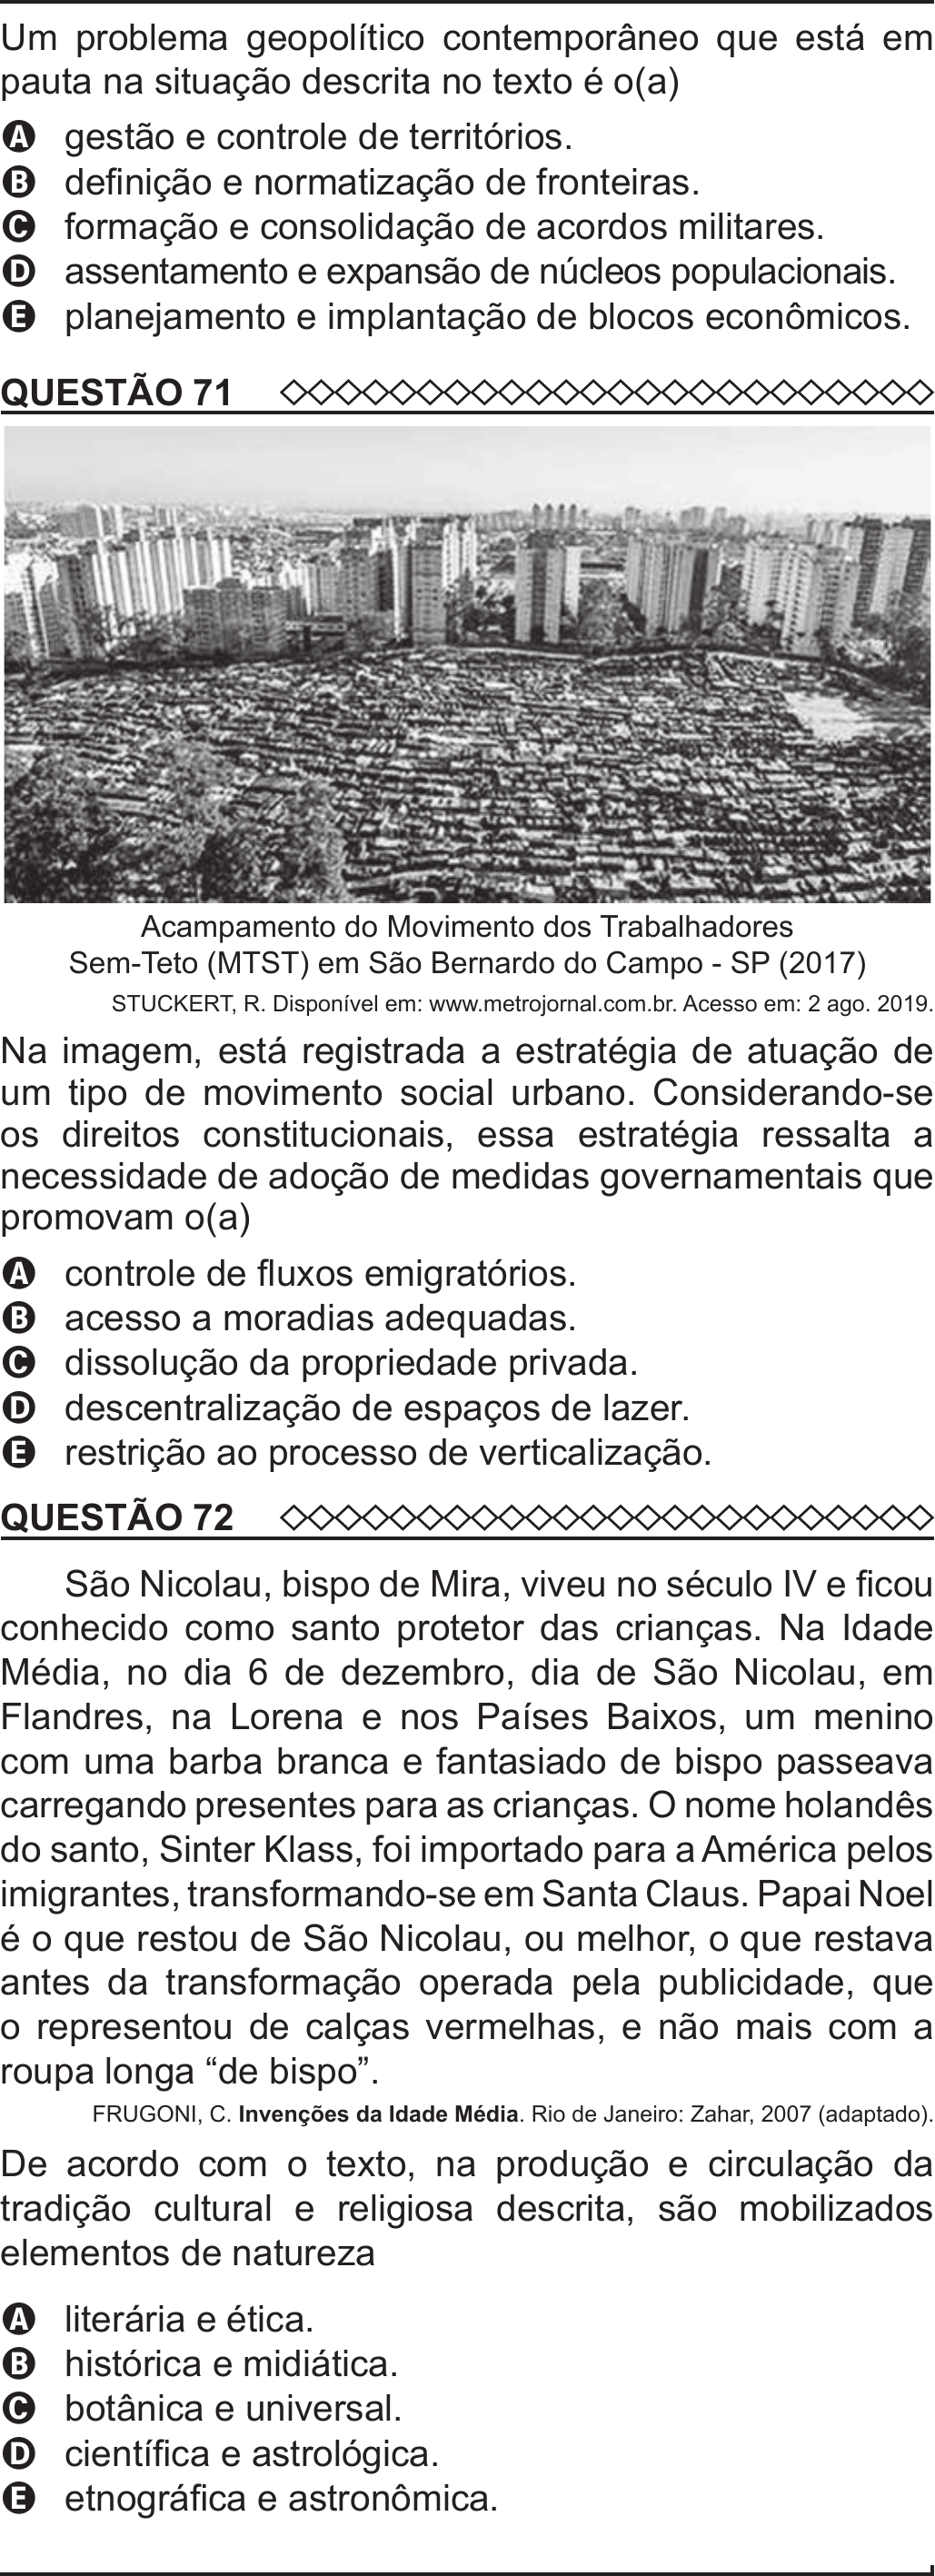 Um problema geopolítico contemporâneo que está em
pauta na situação descrita no texto é o(a)
A gestão e controle de territórios.
B definição e normatização de fronteiras.
C formação e consolidação de acordos militares.
D assentamento e expansão de núcleos populacionais.
E planejamento e implantação de blocos econômicos.
QUESTÃO 71
Acampamento do Movimento dos Trabalhadores
Sem-Teto (MTST) em São Bernardo do Campo - SP (2017)
STUCKERT, R. Disponível em: www.metrojornal.com.br. Acesso em: 2 ago. 2019.
Na imagem, está registrada a estratégia de atuação de
um tipo de movimento social urbano. Considerando-se
os direitos constitucionais, essa estratégia ressalta a
necessidade de adoção de medidas governamentais que
promovam o(a)
A controle de fluxos emigratórios.
B acesso a moradias adequadas.
C dissolução da propriedade privada.
D descentralização de espaços de lazer.
E restrição ao processo de verticalização.
QUESTÃO 72
São Nicolau, bispo de Mira, viveu no século IV e ficou
conhecido como santo protetor das crianças. Na Idade
Média, no dia 6 de dezembro, dia de São Nicolau, em
Flandres, na Lorena e nos Países Baixos, um menino
com uma barba branca e fantasiado de bispo passeava
carregando presentes para as crianças. O nome holandês
do santo, Sinter Klass, foi importado para a América pelos
imigrantes, transformando-se em Santa Claus. Papai Noel
é o que restou de São Nicolau, ou melhor, o que restava
antes da transformação operada pela publicidade, que
o representou de calças vermelhas, e não mais com a
roupa longa “de bispo”.
FRUGONI, C. Invenções da Idade Média. Rio de Janeiro: Zahar, 2007 (adaptado).
De acordo com o texto, na produção e circulação da
tradição cultural e religiosa descrita, são mobilizados
elementos de natureza
A literária e ética.
B histórica e midiática.
C botânica e universal.
D científica e astrológica.
E etnográfica e astronômica.